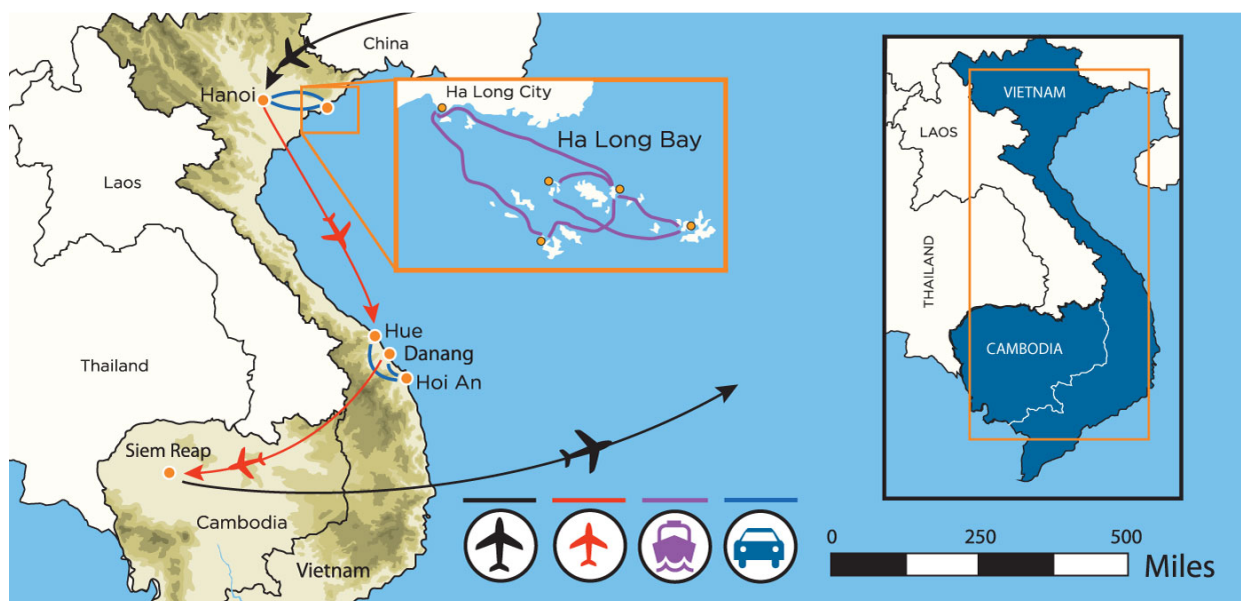 China
Hanoi
Ha Long City
Ha Long Bay
Laos
Hue
Danang
Hoi An
Thailand
Siem Reap
Cambodia
Vietnam
VIETNAM
LAOS
THAILAND
CAMBODIA
0 250 500
Miles